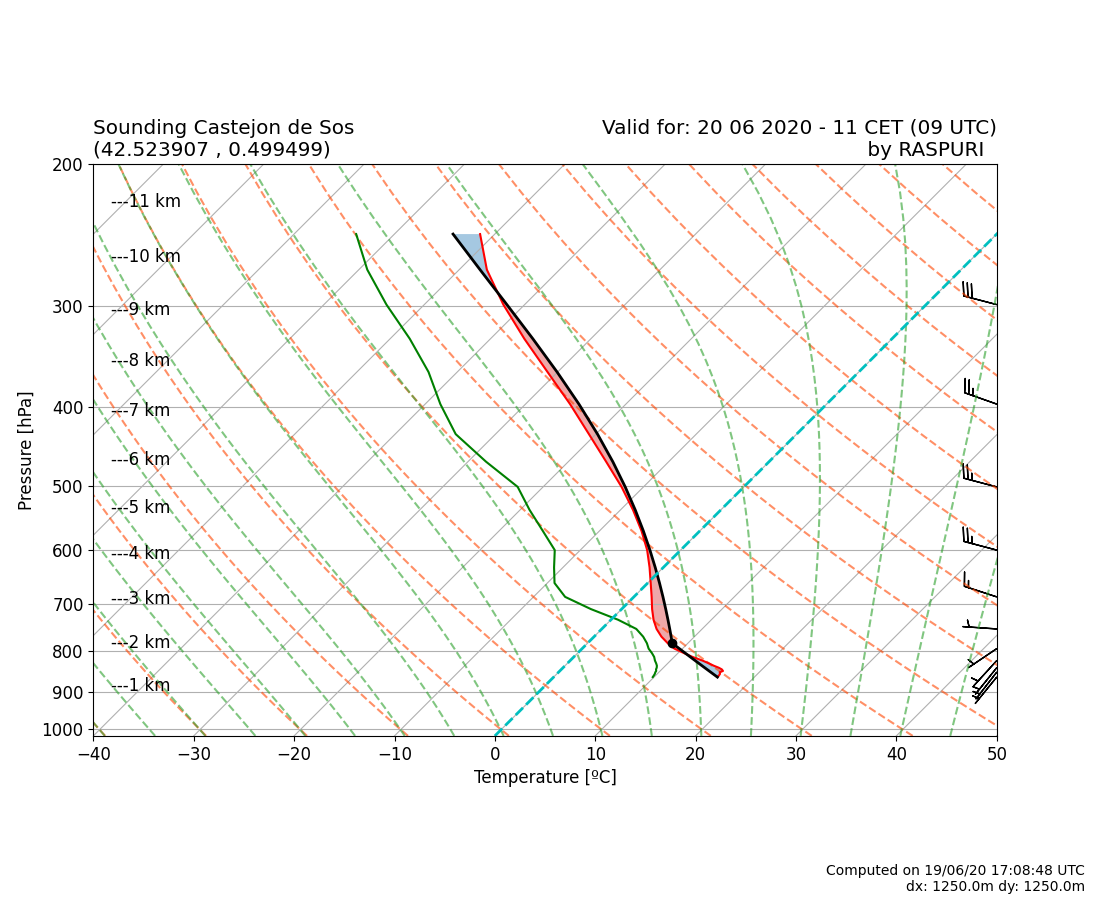 Sounding Castejon de Sos
(42.523907 , 0.499499)
Valid for: 20 06 2020 - 11 CET (09 UTC)
by RASPURI
200
---11 km
---10 km
300
---9 km
---8 km
400
---7 km
---6 km
500
---5 km
600
---4 km
700
---3 km
800
---2 km
900
---1 km
1000
Pressure [hPa]
−40 −30 −20 −10 0 10 20 30 40 50
Temperature [ºC]
Computed on 19/06/20 17:08:48 UTC
dx: 1250.0m dy: 1250.0m